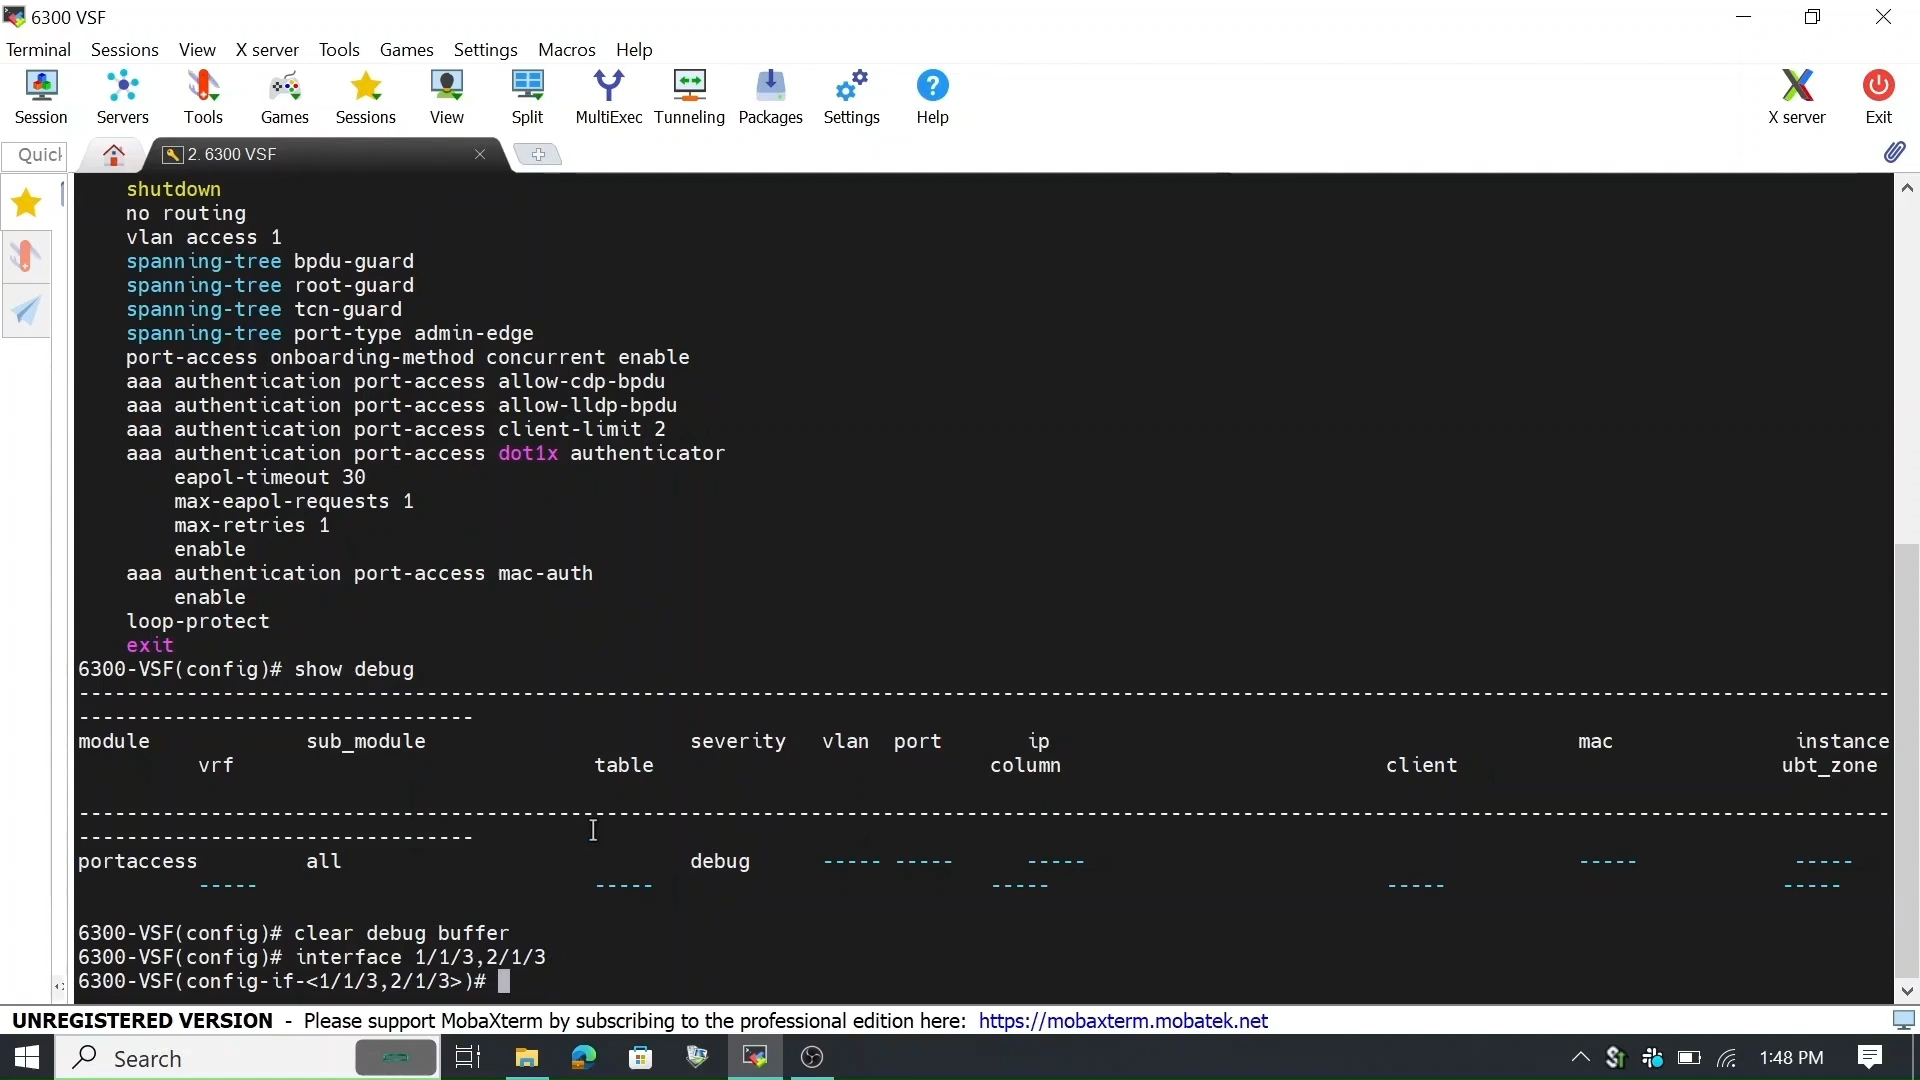 6300 VSF
Terminal Sessions View X server Tools Games Settings Macros Help
Session Servers Tools Games Sessions View Split MultiExec Tunneling Packages Settings Help X server Exit
Quick 2. 6300 VSF
shutdown
no routing
vlan access 1
spanning-tree bpdu-guard
spanning-tree root-guard
spanning-tree tcn-guard
spanning-tree port-type admin-edge
port-access onboarding-method concurrent enable
aaa authentication port-access allow-cdp-bpdu
aaa authentication port-access allow-lldp-bpdu
aaa authentication port-access client-limit 2
aaa authentication port-access dot1x authenticator
eapol-timeout 30
max-eapol-requests 1
max-retries 1
enable
aaa authentication port-access mac-auth
enable
loop-protect
exit
6300-VSF(config)# show debug
-------------------------------------------------------------------------------------------------------------------------------------------------------
---------------------------------
module sub_module severity vlan port ip mac instance
vrf table column client ubt_zone
-------------------------------------------------------------------------------------------------------------------------------------------------------
---------------------------------
portaccess all debug ----- ----- ----- ----- -----
----- ----- ----- ----- -----
6300-VSF(config)# clear debug buffer
6300-VSF(config)# interface 1/1/3,2/1/3
6300-VSF(config-if-<1/1/3,2/1/3>)#
UNREGISTERED VERSION - Please support MobaXterm by subscribing to the professional edition here: https://mobaxterm.mobatek.net
Search 1:48 PM